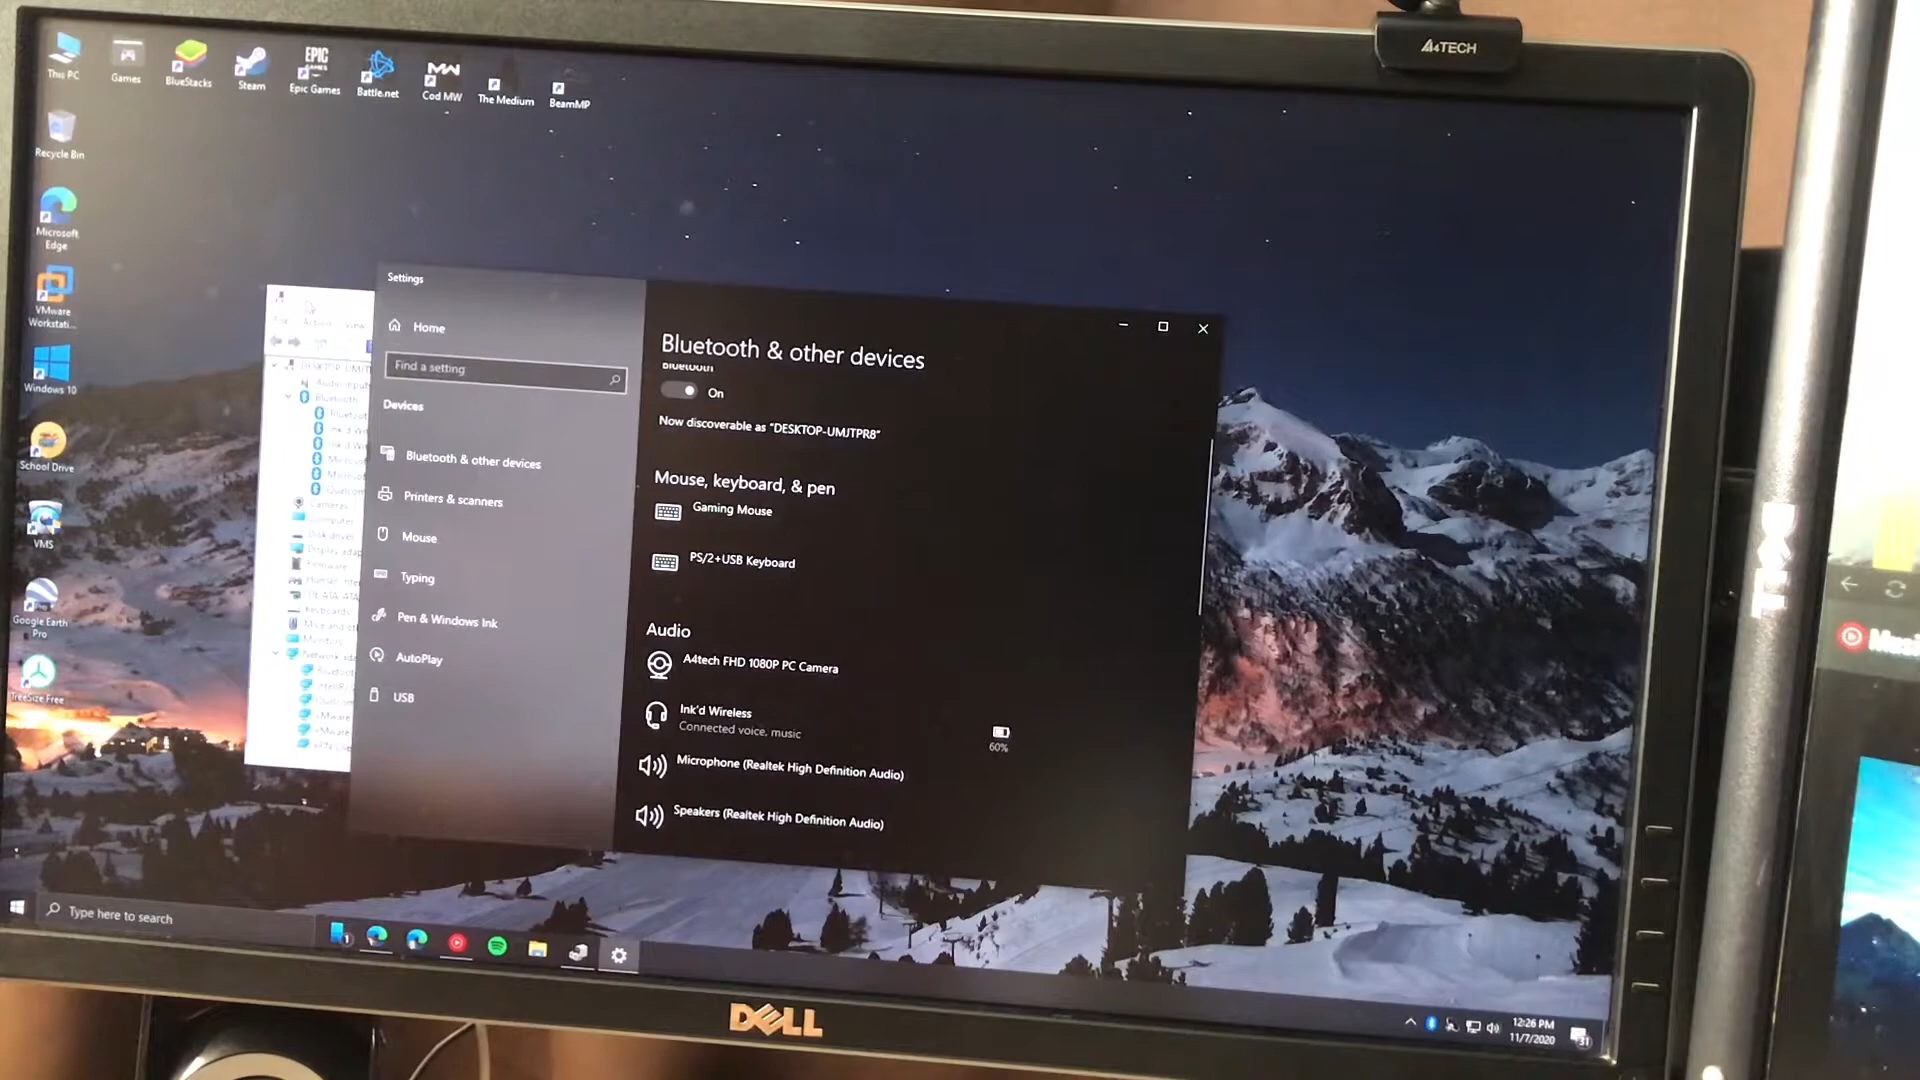 A4TECH
This PC
Games
BlueStacks
Steam
EPIC
GAMES
Epic Games
Battle.net
MW
Cod MW
The Medium
BeamMP
Recycle Bin
Microsoft
Edge
VMware
Workstati...
Windows 10
School Drive
VMS
Google Earth
Pro
TreeSize Free
Settings
Home
Find a setting
Devices
Bluetooth & other devices
Printers & scanners
Mouse
Typing
Pen & Windows Ink
AutoPlay
USB
Bluetooth & other devices
Bluetooth
On
Now discoverable as "DESKTOP-UMJTPR8"
Mouse, keyboard, & pen
Gaming Mouse
PS/2+USB Keyboard
Audio
A4tech FHD 1080P PC Camera
Ink'd Wireless
Connected voice, music
60%
Microphone (Realtek High Definition Audio)
Speakers (Realtek High Definition Audio)
Type here to search
12:26 PM
11/7/2020
31
DELL